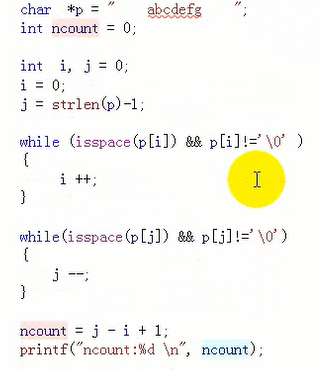 char  *p = "    abcdefg    ";
int ncount = 0;
int  i, j = 0;
i = 0;
j = strlen(p)-1;
while (isspace(p[i]) && p[i]!='\0' )
{
i ++;
}
while(isspace(p[j]) && p[j]!='\0')
{
j --;
}
ncount = j - i + 1;
printf("ncount:%d \n", ncount);